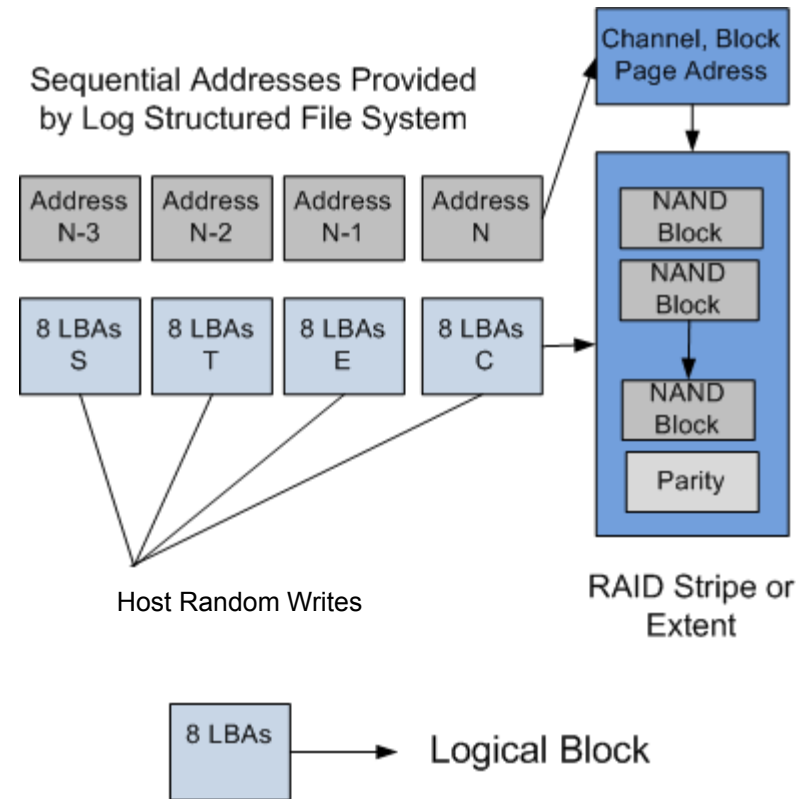 Channel, Block
Page Adress
Sequential Addresses Provided
by Log Structured File System
Address
N-3
Address
N-2
Address
N-1
Address
N
NAND
Block
NAND
Block
NAND
Block
Parity
8 LBAs
S
8 LBAs
T
8 LBAs
E
8 LBAs
C
Host Random Writes
RAID Stripe or
Extent
8 LBAs
Logical Block